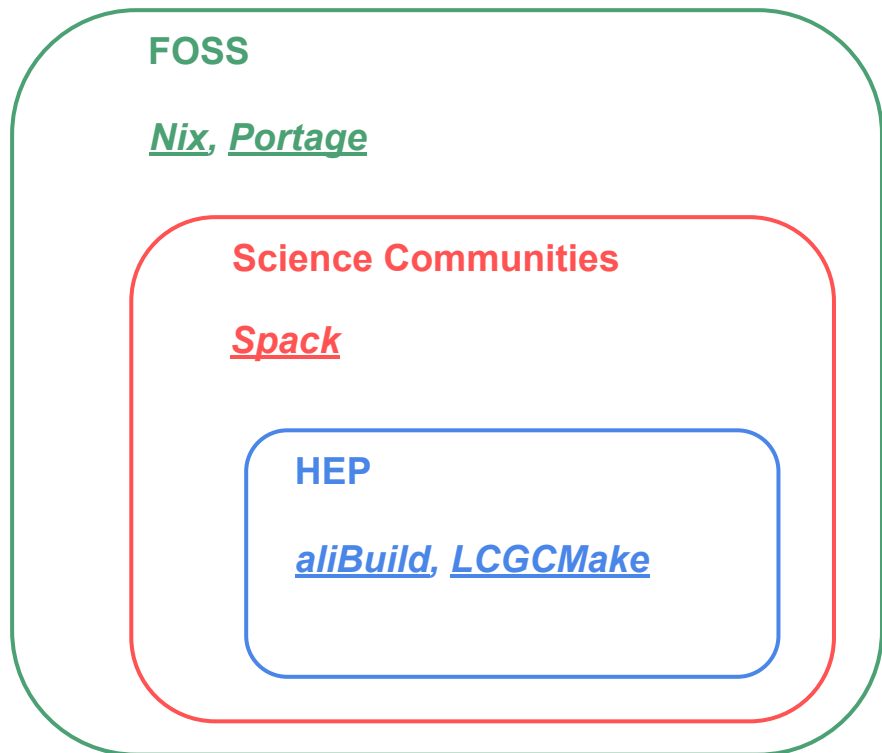 FOSS
Nix, Portage
Science Communities
Spack
HEP
aliBuild, LCGCMake